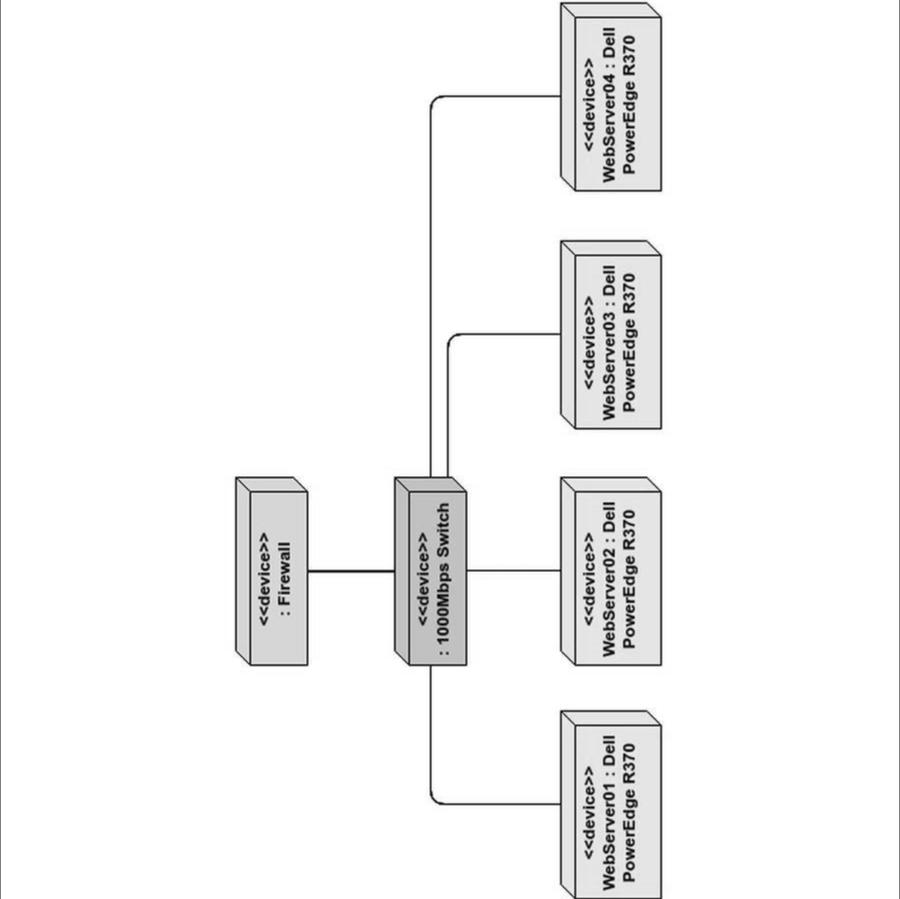 <<device>>
: Firewall
<<device>>
: 1000Mbps Switch
<<device>>
WebServer01 : Dell
PowerEdge R370
<<device>>
WebServer02 : Dell
PowerEdge R370
<<device>>
WebServer03 : Dell
PowerEdge R370
<<device>>
WebServer04 : Dell
PowerEdge R370